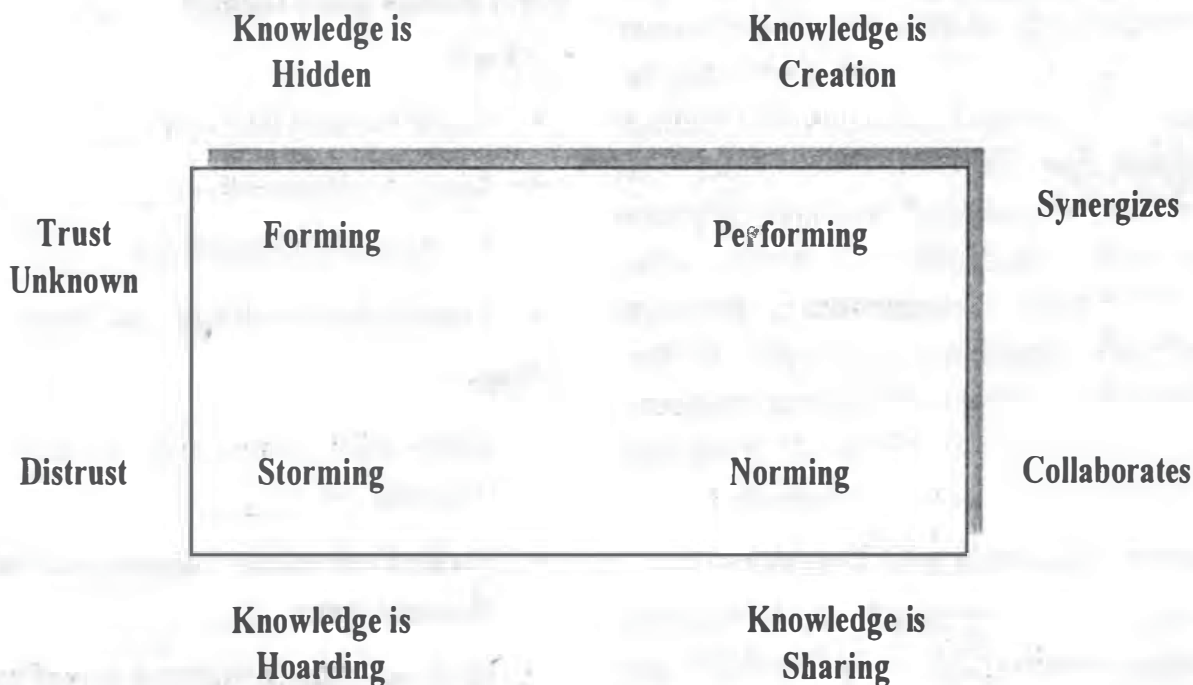 Knowledge is
Hidden
Knowledge is
Creation
Trust
Unknown
Forming
Performing
Synergizes
Distrust
Storming
Norming
Collaborates
Knowledge is
Hoarding
Knowledge is
Sharing